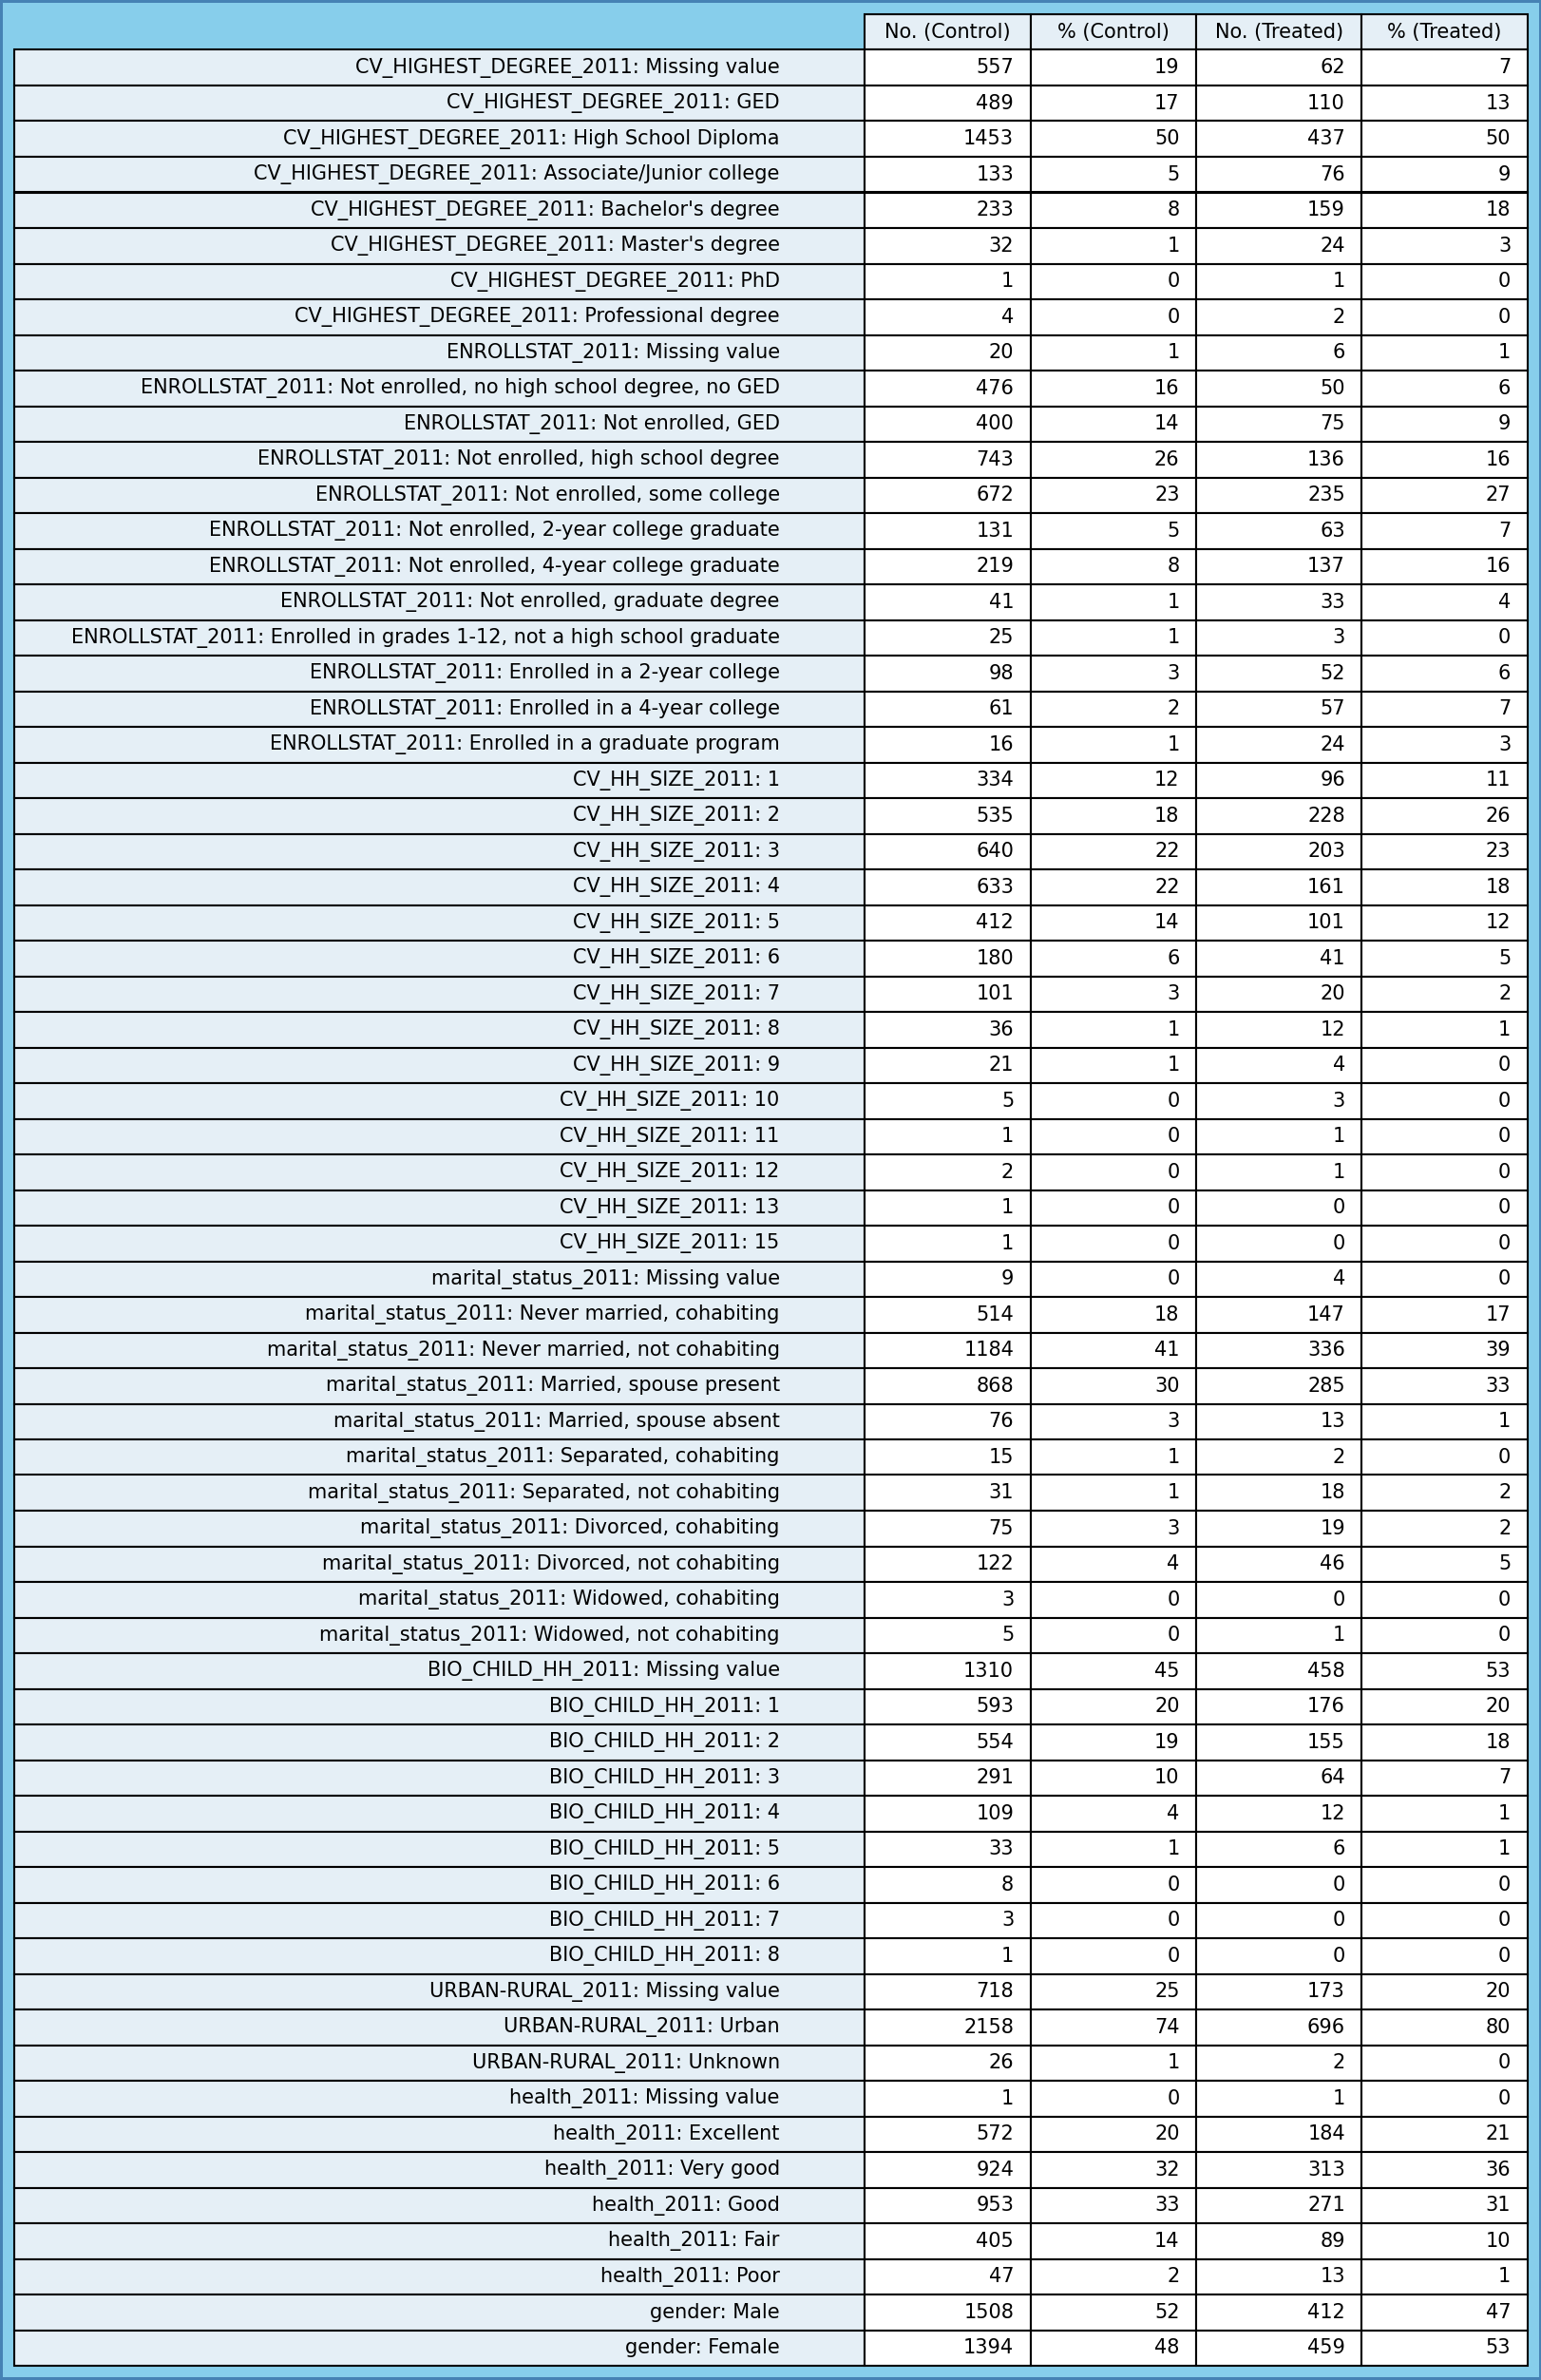 No. (Control) % (Control) No. (Treated) % (Treated)
CV_HIGHEST_DEGREE_2011: Missing value 557 19 62 7
CV_HIGHEST_DEGREE_2011: GED 489 17 110 13
CV_HIGHEST_DEGREE_2011: High School Diploma 1453 50 437 50
CV_HIGHEST_DEGREE_2011: Associate/Junior college 133 5 76 9
CV_HIGHEST_DEGREE_2011: Bachelor's degree 233 8 159 18
CV_HIGHEST_DEGREE_2011: Master's degree 32 1 24 3
CV_HIGHEST_DEGREE_2011: PhD 1 0 1 0
CV_HIGHEST_DEGREE_2011: Professional degree 4 0 2 0
ENROLLSTAT_2011: Missing value 20 1 6 1
ENROLLSTAT_2011: Not enrolled, no high school degree, no GED 476 16 50 6
ENROLLSTAT_2011: Not enrolled, GED 400 14 75 9
ENROLLSTAT_2011: Not enrolled, high school degree 743 26 136 16
ENROLLSTAT_2011: Not enrolled, some college 672 23 235 27
ENROLLSTAT_2011: Not enrolled, 2-year college graduate 131 5 63 7
ENROLLSTAT_2011: Not enrolled, 4-year college graduate 219 8 137 16
ENROLLSTAT_2011: Not enrolled, graduate degree 41 1 33 4
ENROLLSTAT_2011: Enrolled in grades 1-12, not a high school graduate 25 1 3 0
ENROLLSTAT_2011: Enrolled in a 2-year college 98 3 52 6
ENROLLSTAT_2011: Enrolled in a 4-year college 61 2 57 7
ENROLLSTAT_2011: Enrolled in a graduate program 16 1 24 3
CV_HH_SIZE_2011: 1 334 12 96 11
CV_HH_SIZE_2011: 2 535 18 228 26
CV_HH_SIZE_2011: 3 640 22 203 23
CV_HH_SIZE_2011: 4 633 22 161 18
CV_HH_SIZE_2011: 5 412 14 101 12
CV_HH_SIZE_2011: 6 180 6 41 5
CV_HH_SIZE_2011: 7 101 3 20 2
CV_HH_SIZE_2011: 8 36 1 12 1
CV_HH_SIZE_2011: 9 21 1 4 0
CV_HH_SIZE_2011: 10 5 0 3 0
CV_HH_SIZE_2011: 11 1 0 1 0
CV_HH_SIZE_2011: 12 2 0 1 0
CV_HH_SIZE_2011: 13 1 0 0 0
CV_HH_SIZE_2011: 15 1 0 0 0
marital_status_2011: Missing value 9 0 4 0
marital_status_2011: Never married, cohabiting 514 18 147 17
marital_status_2011: Never married, not cohabiting 1184 41 336 39
marital_status_2011: Married, spouse present 868 30 285 33
marital_status_2011: Married, spouse absent 76 3 13 1
marital_status_2011: Separated, cohabiting 15 1 2 0
marital_status_2011: Separated, not cohabiting 31 1 18 2
marital_status_2011: Divorced, cohabiting 75 3 19 2
marital_status_2011: Divorced, not cohabiting 122 4 46 5
marital_status_2011: Widowed, cohabiting 3 0 0 0
marital_status_2011: Widowed, not cohabiting 5 0 1 0
BIO_CHILD_HH_2011: Missing value 1310 45 458 53
BIO_CHILD_HH_2011: 1 593 20 176 20
BIO_CHILD_HH_2011: 2 554 19 155 18
BIO_CHILD_HH_2011: 3 291 10 64 7
BIO_CHILD_HH_2011: 4 109 4 12 1
BIO_CHILD_HH_2011: 5 33 1 6 1
BIO_CHILD_HH_2011: 6 8 0 0 0
BIO_CHILD_HH_2011: 7 3 0 0 0
BIO_CHILD_HH_2011: 8 1 0 0 0
URBAN-RURAL_2011: Missing value 718 25 173 20
URBAN-RURAL_2011: Urban 2158 74 696 80
URBAN-RURAL_2011: Unknown 26 1 2 0
health_2011: Missing value 1 0 1 0
health_2011: Excellent 572 20 184 21
health_2011: Very good 924 32 313 36
health_2011: Good 953 33 271 31
health_2011: Fair 405 14 89 10
health_2011: Poor 47 2 13 1
gender: Male 1508 52 412 47
gender: Female 1394 48 459 53